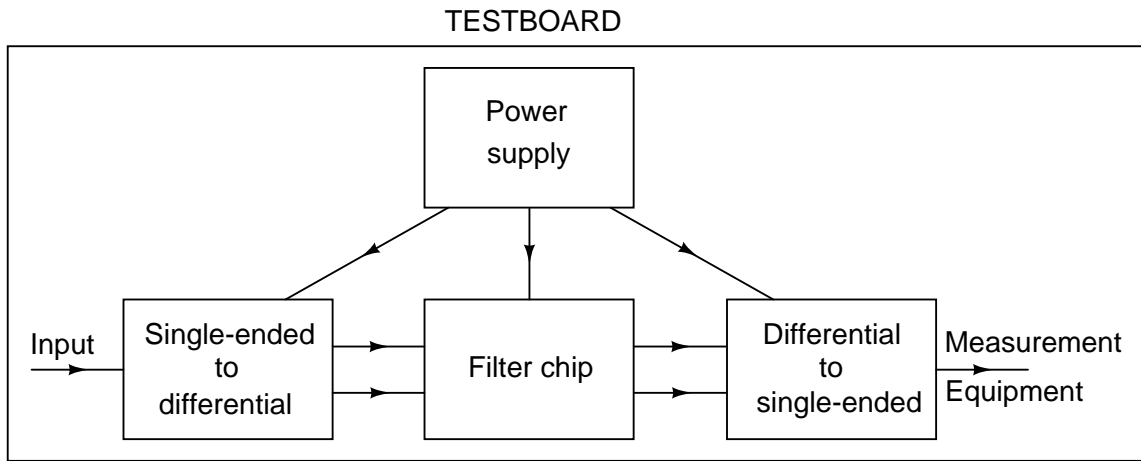 TESTBOARD
Power
supply
Input
Single-ended
to
differential
Filter chip
Differential
to
single-ended
Measurement
Equipment